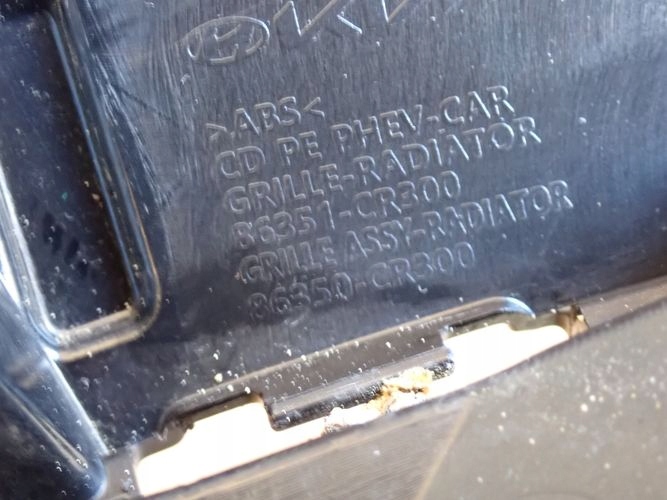 >ABS<
CD PE PHEV-CAR
GRILLE-RADIATOR
86351-CR300
GRILLE ASSY-RADIATOR
86350-CR300